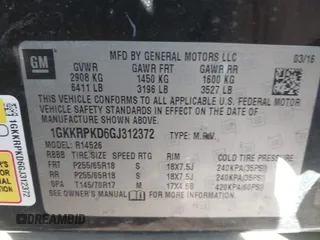 GM
MFD BY GENERAL MOTORS LLC
03/16
GVWR GAWR FRT GAWR RR
2908 KG 1450 KG 1600 KG
6411 LB 3196 LB 3527 LB
THIS VEHICLE CONFORMS TO ALL APPLICABLE U.S. FEDERAL MOTOR
VEHICLE SAFETY STANDARDS IN EFFECT ON THE DATE OF
MANUFACTURE SHOWN ABOVE.
1GKKRPKD6GJ312372 TYPE: M.P.V.
MODEL: R14526
TIRE SIZE SPEED RTG RIM COLD TIRE PRESSURE
FRT P255/65R18 S 18X7.5J 240KPA(35PSI)
RR P255/65R18 S 18X7.5J 240KPA(35PSI)
SPA T145/70R17 M 17X4.5B 420KPA(60PSI)
SEE OWNER'S MANUAL FOR MORE INFORMATION.
1GKKRPKD6GJ312372
DREAMBID